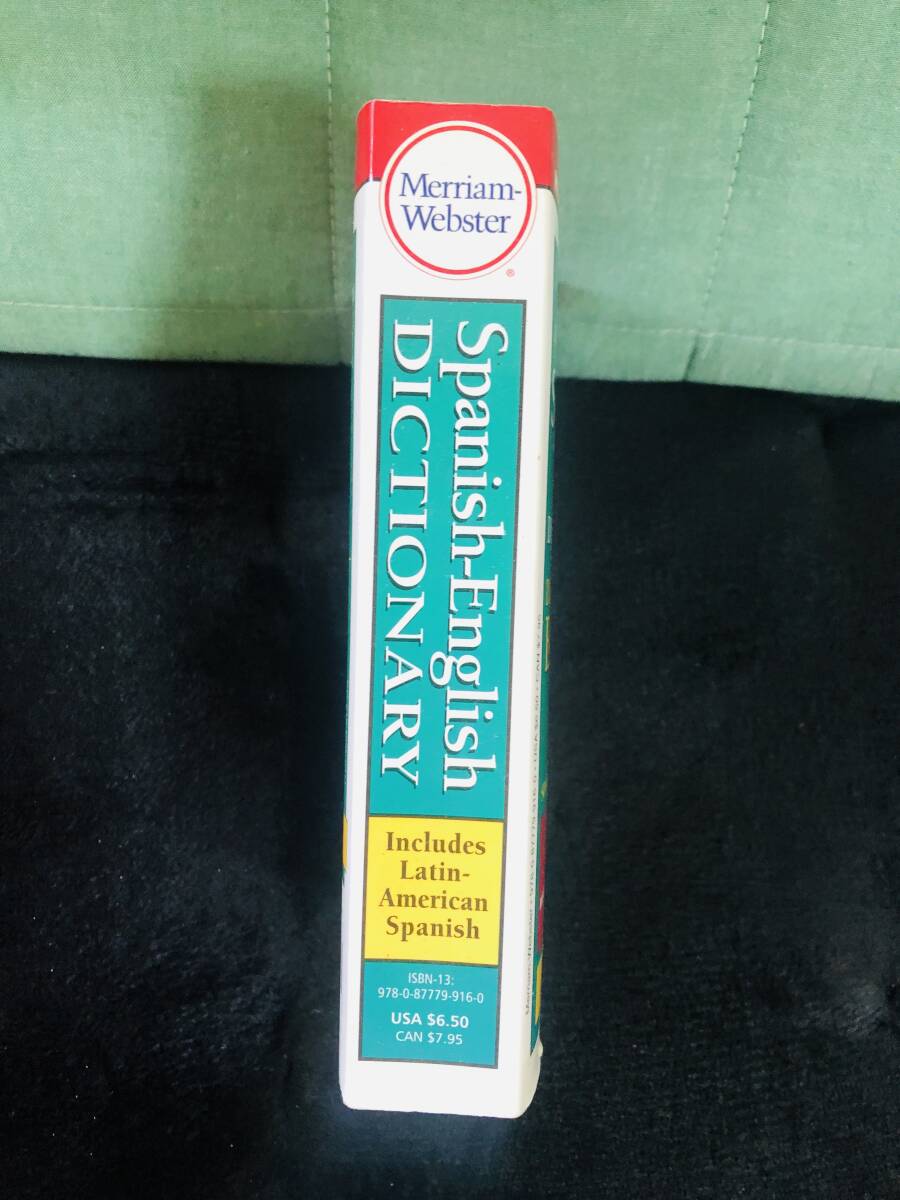 Merriam-
Webster
®
Spanish-English
DICTIONARY
Includes
Latin-
American
Spanish
ISBN-13:
978-0-87779-916-0
USA $6.50
CAN $7.95